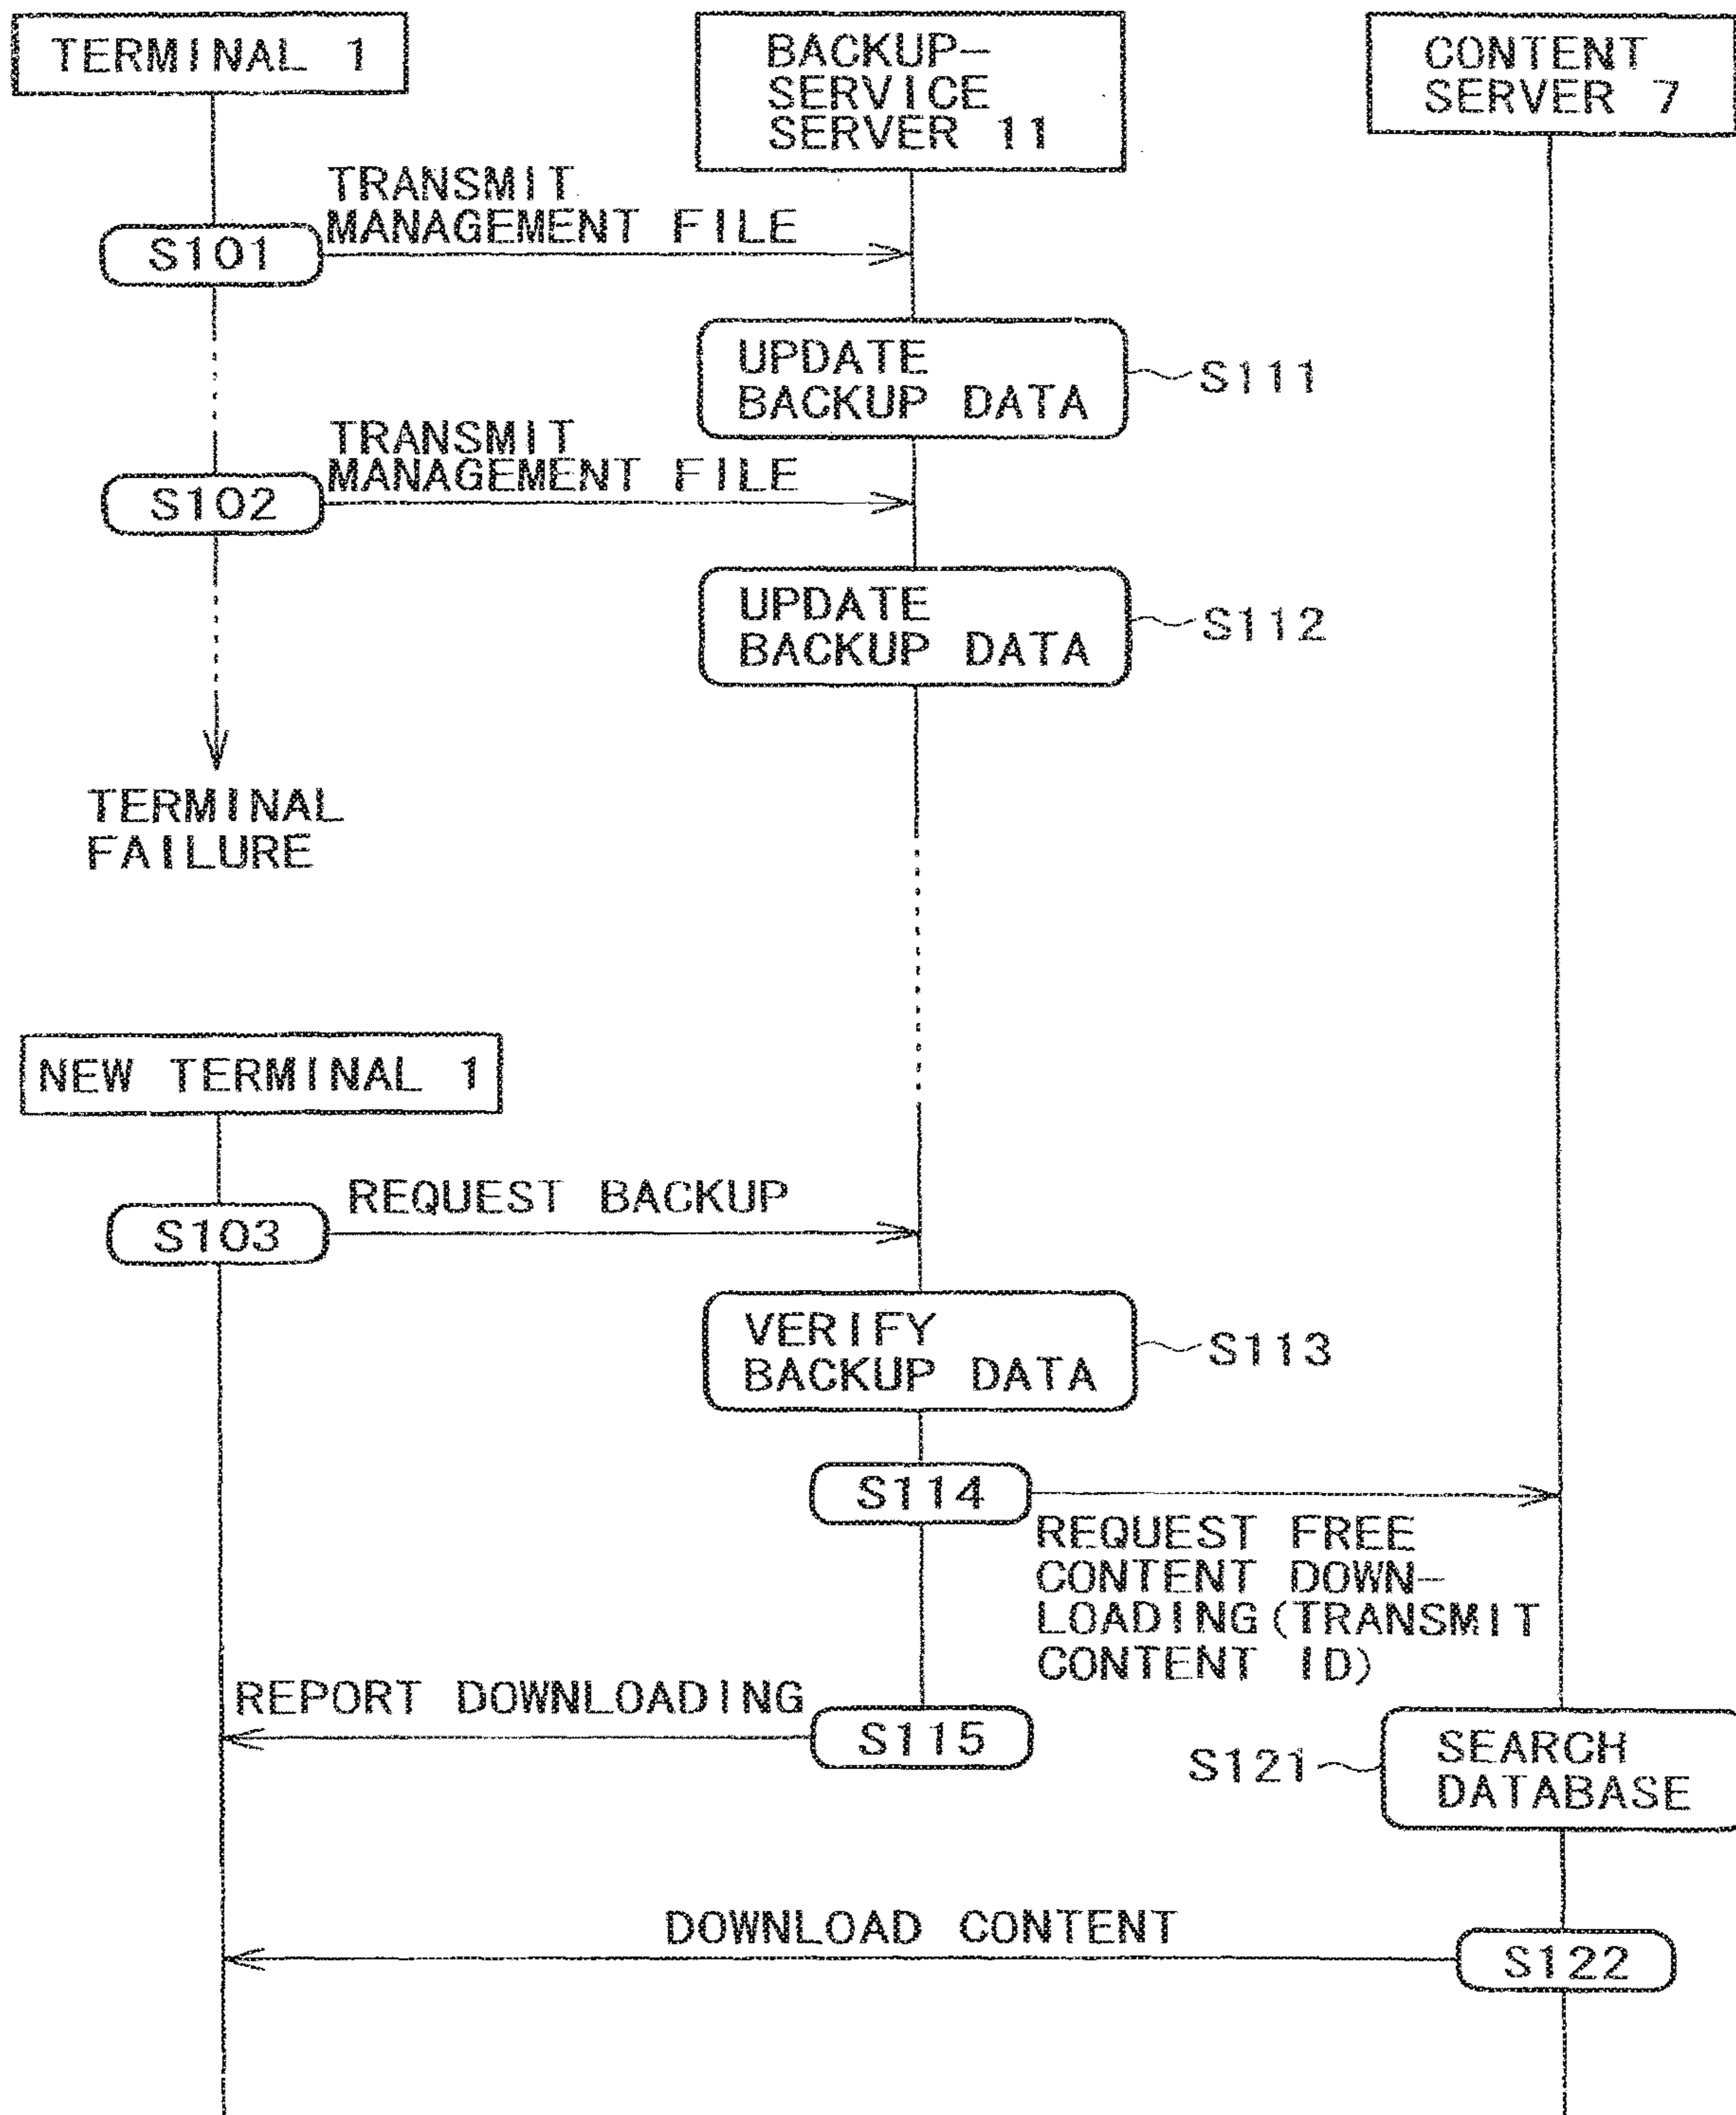 TERMINAL 1
BACKUP-
SERVICE
SERVER 11
CONTENT
SERVER 7
TRANSMIT
MANAGEMENT FILE
S101
UPDATE
BACKUP DATA
S111
TRANSMIT
MANAGEMENT FILE
S102
UPDATE
BACKUP DATA
S112
TERMINAL
FAILURE
NEW TERMINAL 1
REQUEST BACKUP
S103
VERIFY
BACKUP DATA
S113
S114
REQUEST FREE
CONTENT DOWN-
LOADING(TRANSMIT
CONTENT ID)
REPORT DOWNLOADING
S115
S121
SEARCH
DATABASE
DOWNLOAD CONTENT
S122